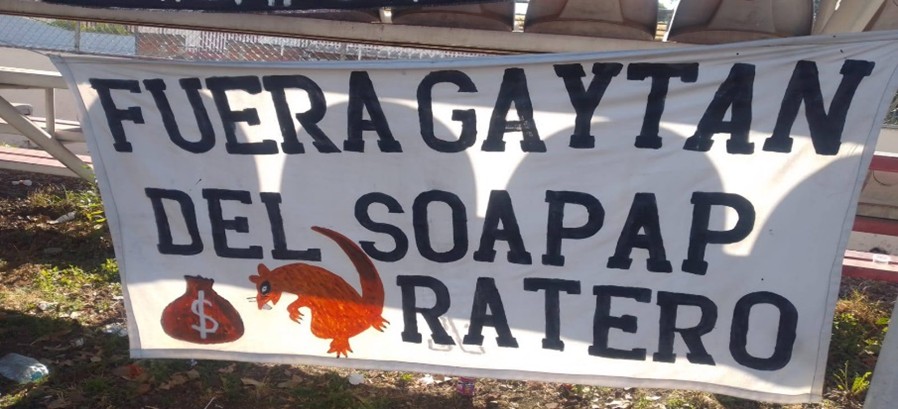 FUERA GAYTAN
DEL SOAPAP
$ RATERO